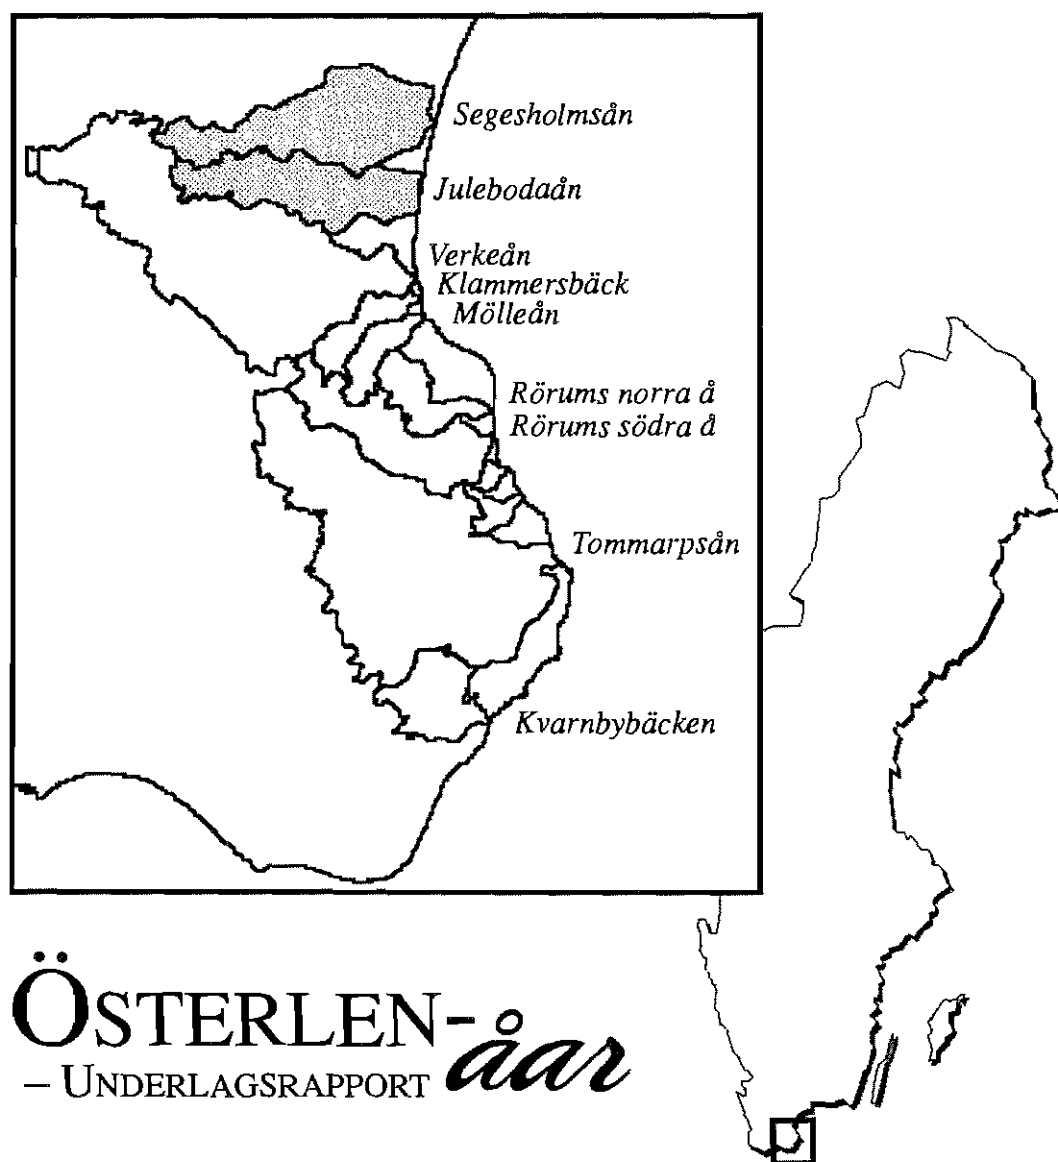 Segesholmsån
Julebodaån
Verkeån
Klammersbäck
Mölleån
Rörums norra å
Rörums södra å
Tommarpsån
Kvarnbybäcken
ÖSTERLEN-åar
– UNDERLAGSRAPPORT